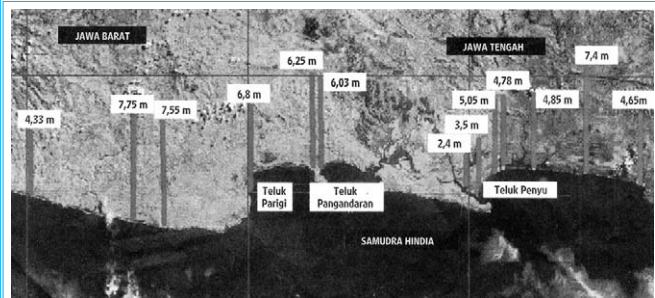 JAWA BARAT
JAWA TENGAH
6,25 m
7,4 m
6,03 m
4,78 m
7,75 m
7,55 m
6,8 m
5,05 m
4,85 m
4,65m
4,33 m
3,5 m
2,4 m
Teluk
Parigi
Teluk
Pangandaran
Teluk Penyu
SAMUDRA HINDIA